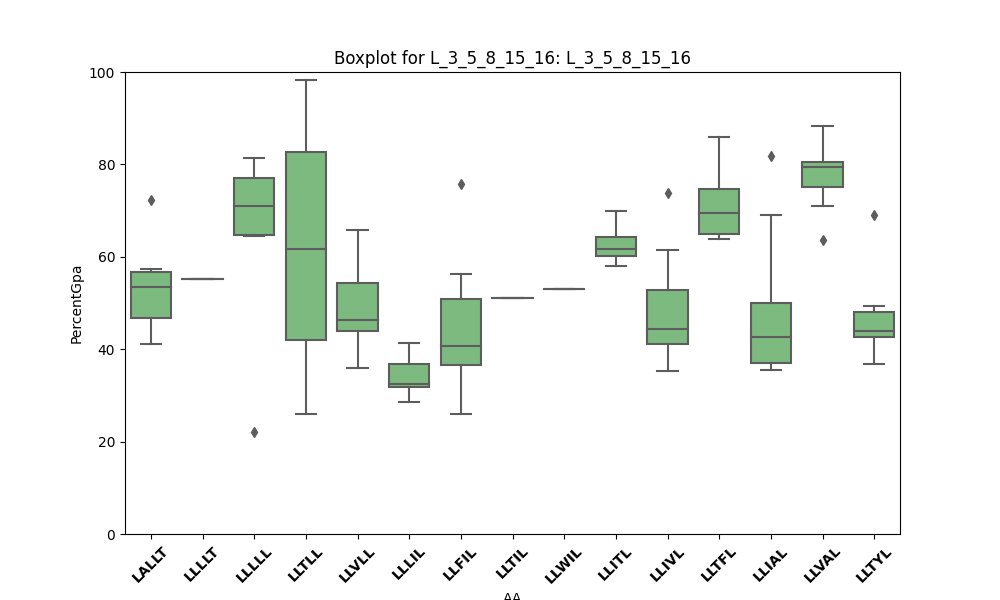 Boxplot for L_3_5_8_15_16: L_3_5_8_15_16
100
80
60
40
20
0
PercentGpa
LALLT LLLLT LLLLL LLTLL LLVLL LLLIL LLFIL LLTIL LLWIL LLITL LLIVL LLTFL LLIAL LLVAL LLTYL
AA